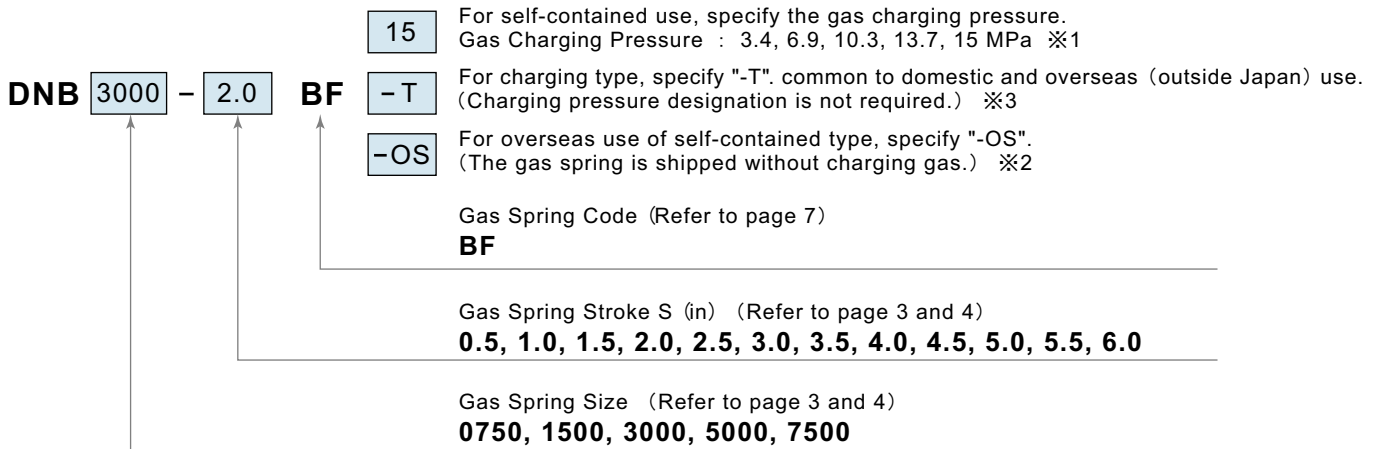 15
For self-contained use, specify the gas charging pressure.
Gas Charging Pressure : 3.4, 6.9, 10.3, 13.7, 15 MPa ※1
DNB 3000 – 2.0 BF –T
For charging type, specify "-T". common to domestic and overseas (outside Japan) use.
(Charging pressure designation is not required.) ※3
–OS
For overseas use of self-contained type, specify "-OS".
(The gas spring is shipped without charging gas.) ※2
Gas Spring Code (Refer to page 7)
BF
Gas Spring Stroke S (in) (Refer to page 3 and 4)
0.5, 1.0, 1.5, 2.0, 2.5, 3.0, 3.5, 4.0, 4.5, 5.0, 5.5, 6.0
Gas Spring Size (Refer to page 3 and 4)
0750, 1500, 3000, 5000, 7500